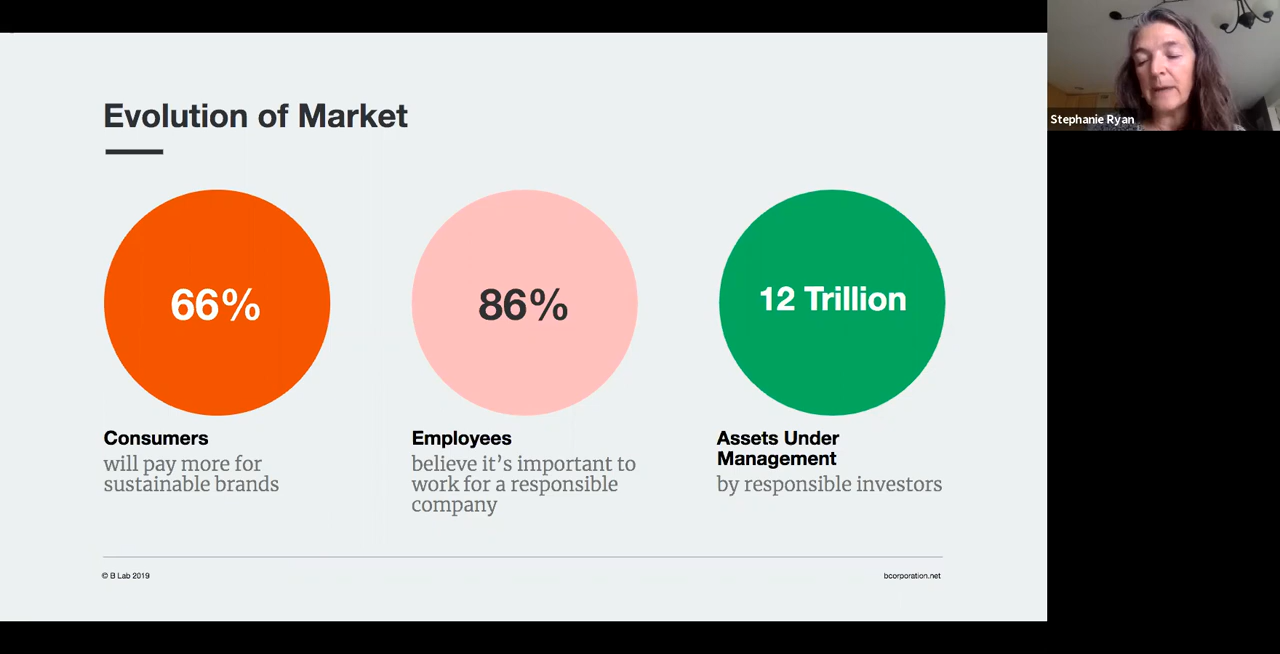 Evolution of Market
66%
86%
12 Trillion
Consumers
will pay more for
sustainable brands
Employees
believe it’s important to
work for a responsible
company
Assets Under
Management
by responsible investors
© B Lab 2019
bcorporation.net
Stephanie Ryan